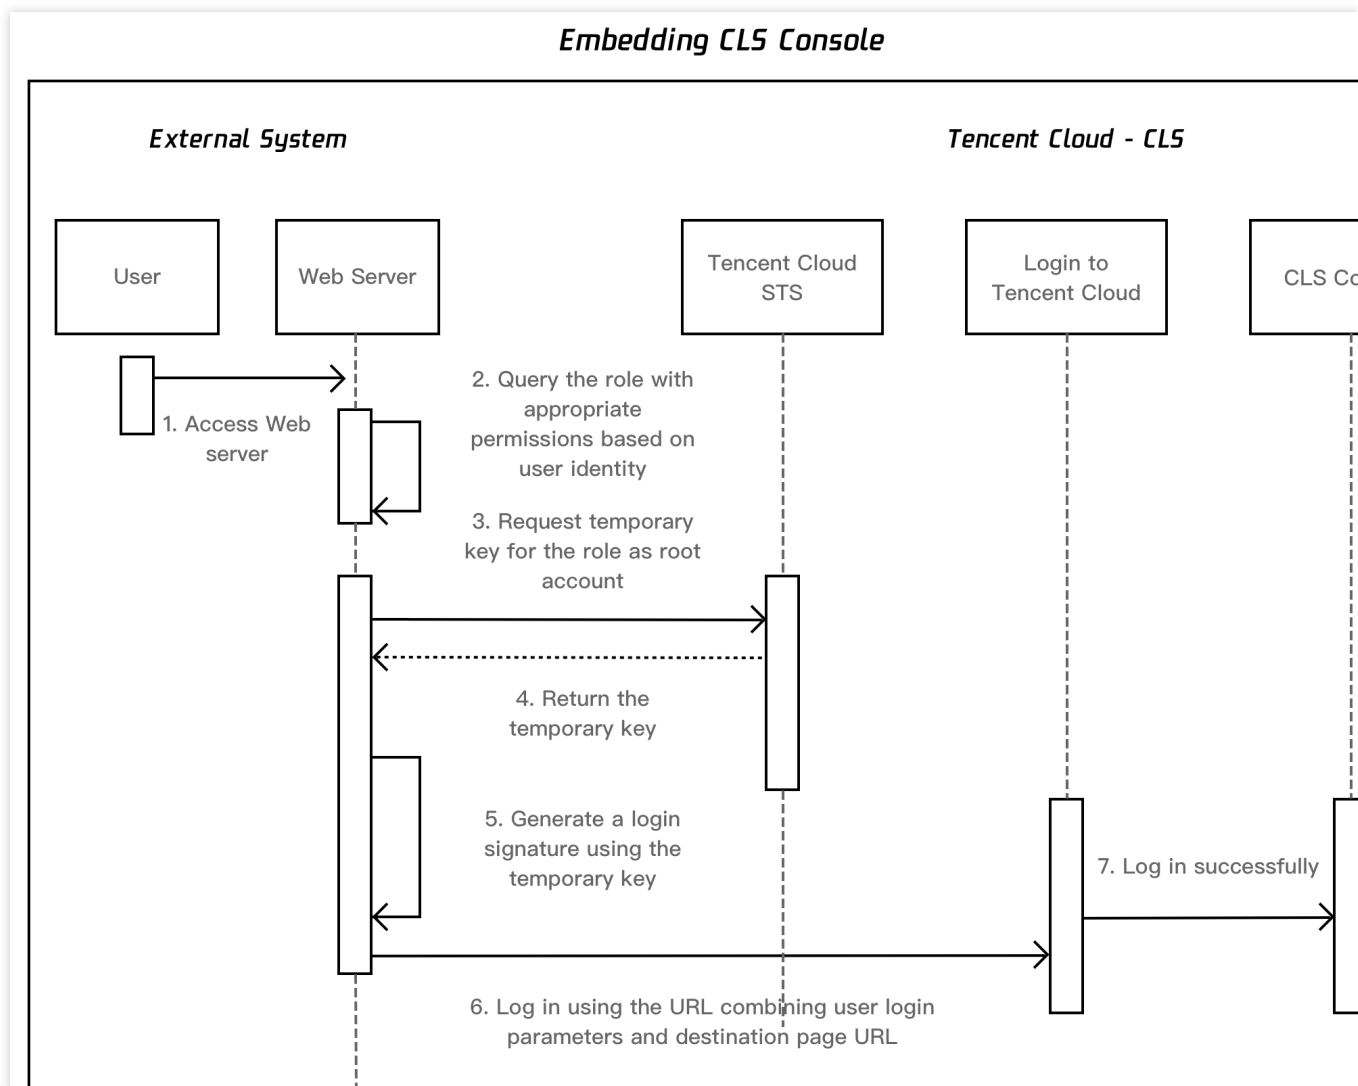 Embedding CLS Console
External System
Tencent Cloud - CLS
User
Web Server
Tencent Cloud
STS
Login to
Tencent Cloud
CLS
1. Access Web
server
2. Query the role with
appropriate
permissions based on
user identity
3. Request temporary
key for the role as root
account
4. Return the
temporary key
5. Generate a login
signature using the
temporary key
7. Log in successfully
6. Log in using the URL combining user login
parameters and destination page URL